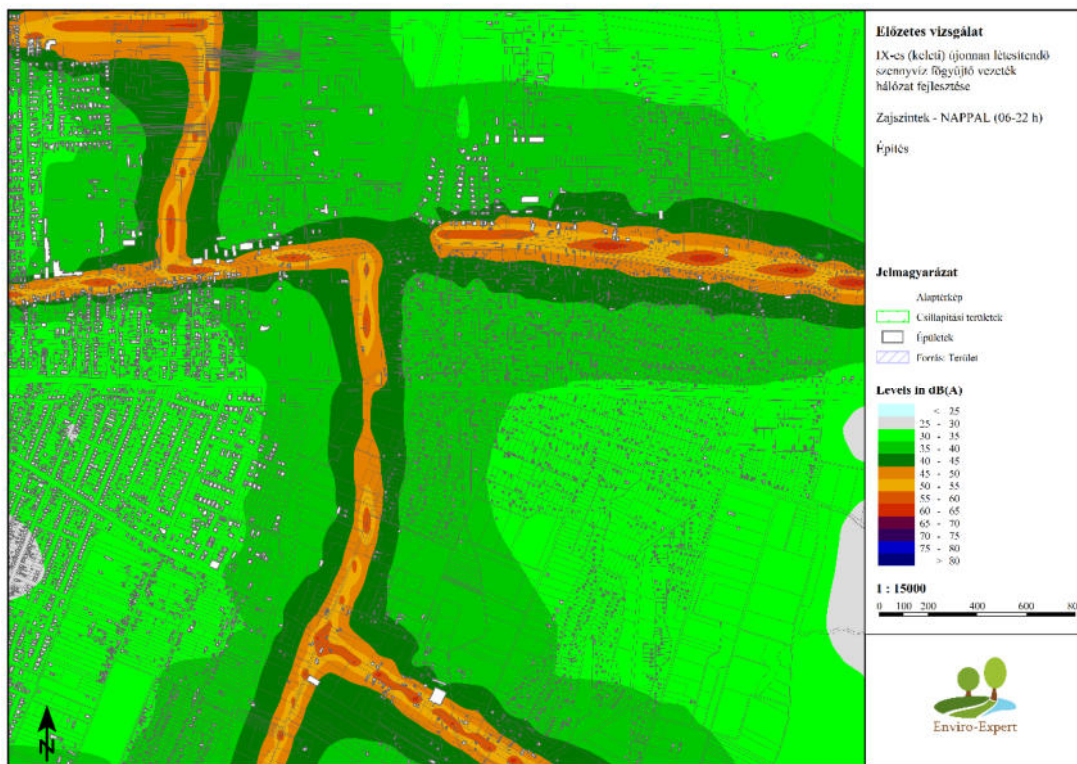 Előzetes vizsgálat
IX-es (keleti) újonnan létesítendő
szennyvíz főgyűjtő vezeték
hálózat fejlesztése
Zajszintek - NAPPAL (06-22 h)
Építés
Jelmagyarázat
Alaptérkép
Csillapítási területek
Épületek
Forrás: Terület
Levels in dB(A)
< 25
25 - 30
30 - 35
35 - 40
40 - 45
45 - 50
50 - 55
55 - 60
60 - 65
65 - 70
70 - 75
75 - 80
> 80
1 : 15000
0 100 200 400 600 80
N
Enviro-Expert